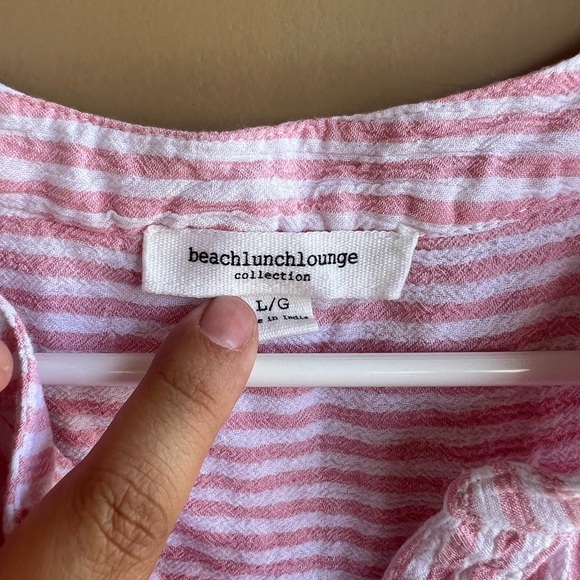 beachlunchlounge
collection
L/G
in India